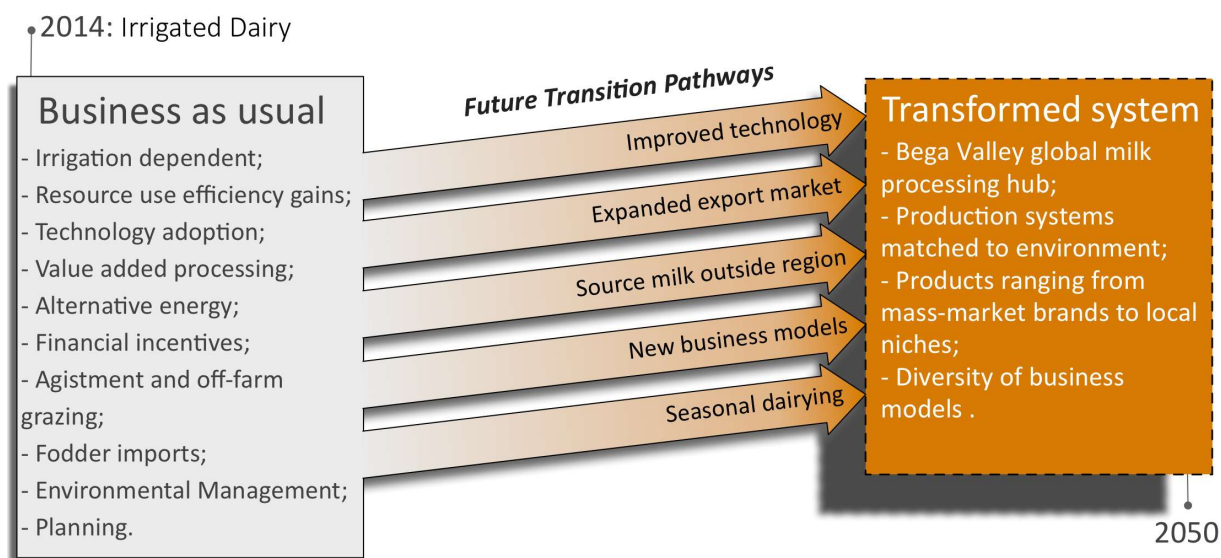 2014: Irrigated Dairy
Business as usual
- Irrigation dependent;
- Resource use efficiency gains;
- Technology adoption;
- Value added processing;
- Alternative energy;
- Financial incentives;
- Agistment and off-farm
grazing;
- Fodder imports;
- Environmental Management;
- Planning.
Future Transition Pathways
Improved technology
Expanded export market
Source milk outside region
New business models
Seasonal dairying
Transformed system
- Bega Valley global milk
processing hub;
- Production systems
matched to environment;
- Products ranging from
mass-market brands to local
niches;
- Diversity of business
models .
2050